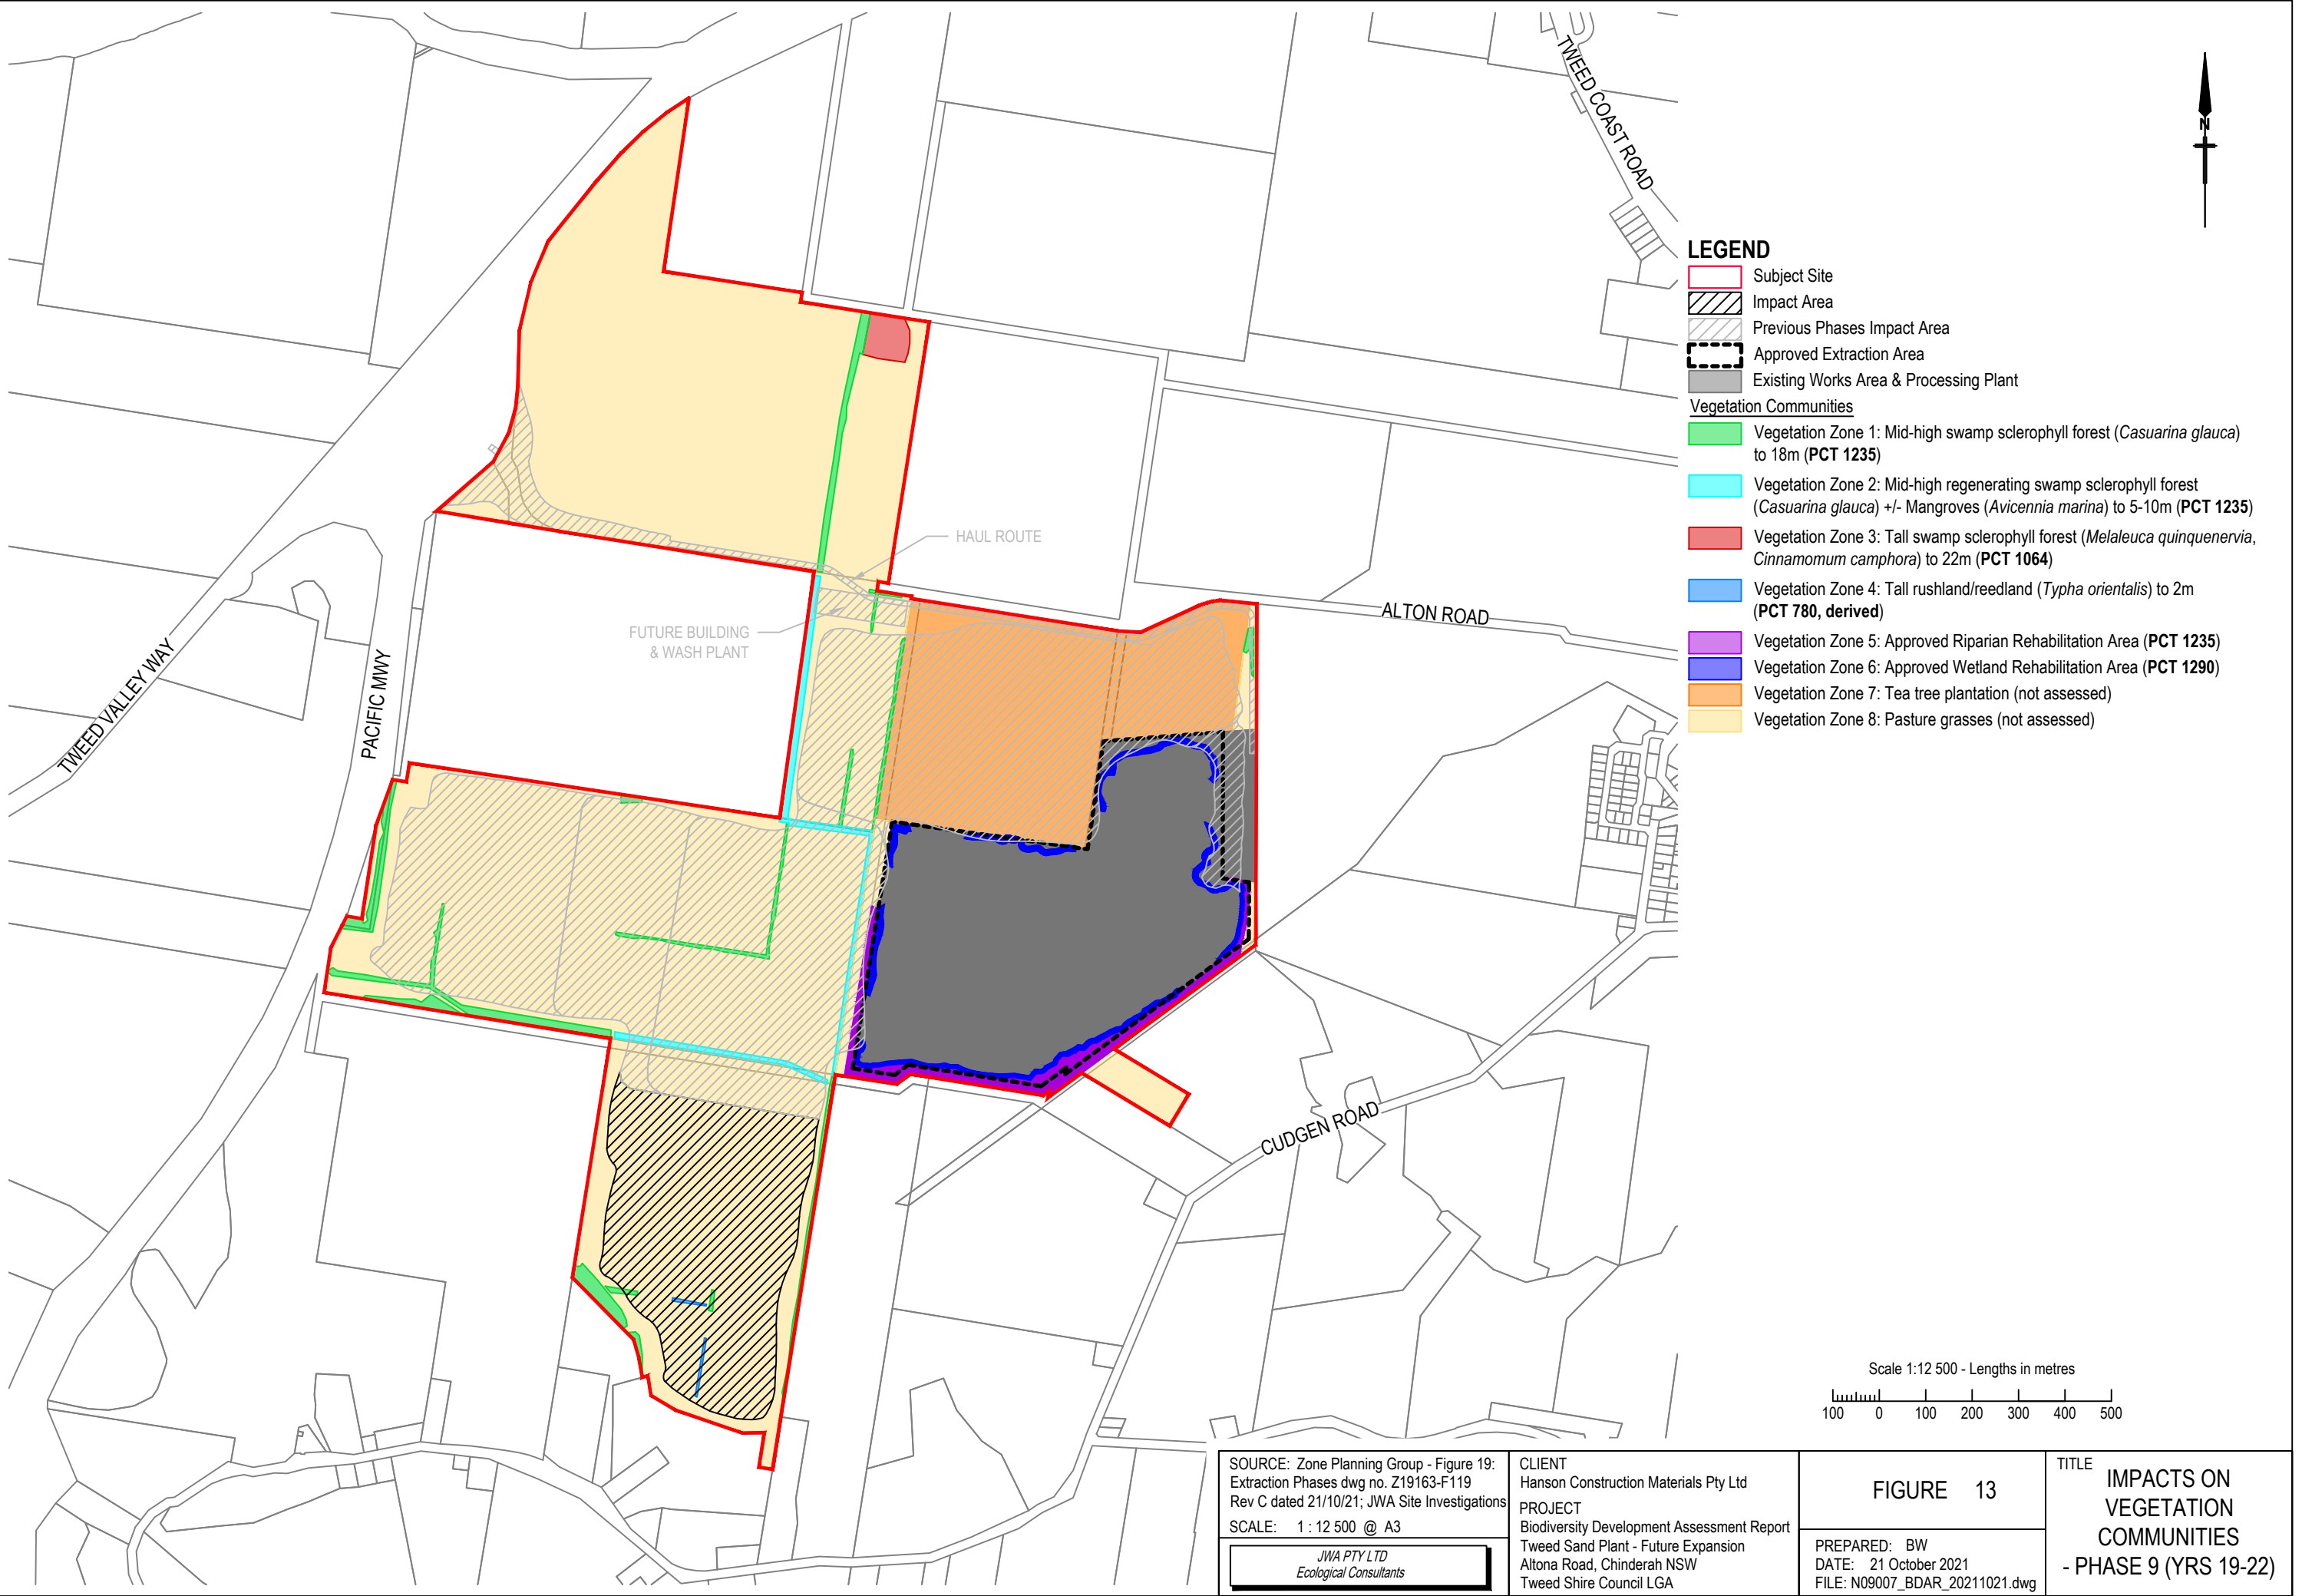 TWEED COAST ROAD
N
LEGEND
Subject Site
Impact Area
Previous Phases Impact Area
Approved Extraction Area
Existing Works Area & Processing Plant
Vegetation Communities
Vegetation Zone 1: Mid-high swamp sclerophyll forest (Casuarina glauca)
to 18m (PCT 1235)
Vegetation Zone 2: Mid-high regenerating swamp sclerophyll forest
(Casuarina glauca) +/- Mangroves (Avicennia marina) to 5-10m (PCT 1235)
Vegetation Zone 3: Tall swamp sclerophyll forest (Melaleuca quinquenervia,
Cinnamomum camphora) to 22m (PCT 1064)
Vegetation Zone 4: Tall rushland/reedland (Typha orientalis) to 2m
(PCT 780, derived)
Vegetation Zone 5: Approved Riparian Rehabilitation Area (PCT 1235)
Vegetation Zone 6: Approved Wetland Rehabilitation Area (PCT 1290)
Vegetation Zone 7: Tea tree plantation (not assessed)
Vegetation Zone 8: Pasture grasses (not assessed)
HAUL ROUTE
FUTURE BUILDING
& WASH PLANT
ALTON ROAD
TWEED VALLEY WAY
PACIFIC MWY
CUDGEN ROAD
Scale 1:12 500 - Lengths in metres
100 0 100 200 300 400 500
SOURCE: Zone Planning Group - Figure 19:
Extraction Phases dwg no. Z19163-F119
Rev C dated 21/10/21; JWA Site Investigations
SCALE: 1 : 12 500 @ A3
JWA PTY LTD
Ecological Consultants
CLIENT
Hanson Construction Materials Pty Ltd
PROJECT
Biodiversity Development Assessment Report
Tweed Sand Plant - Future Expansion
Altona Road, Chinderah NSW
Tweed Shire Council LGA
FIGURE 13
PREPARED: BW
DATE: 21 October 2021
FILE: N09007_BDAR_20211021.dwg
TITLE
IMPACTS ON
VEGETATION
COMMUNITIES
- PHASE 9 (YRS 19-22)